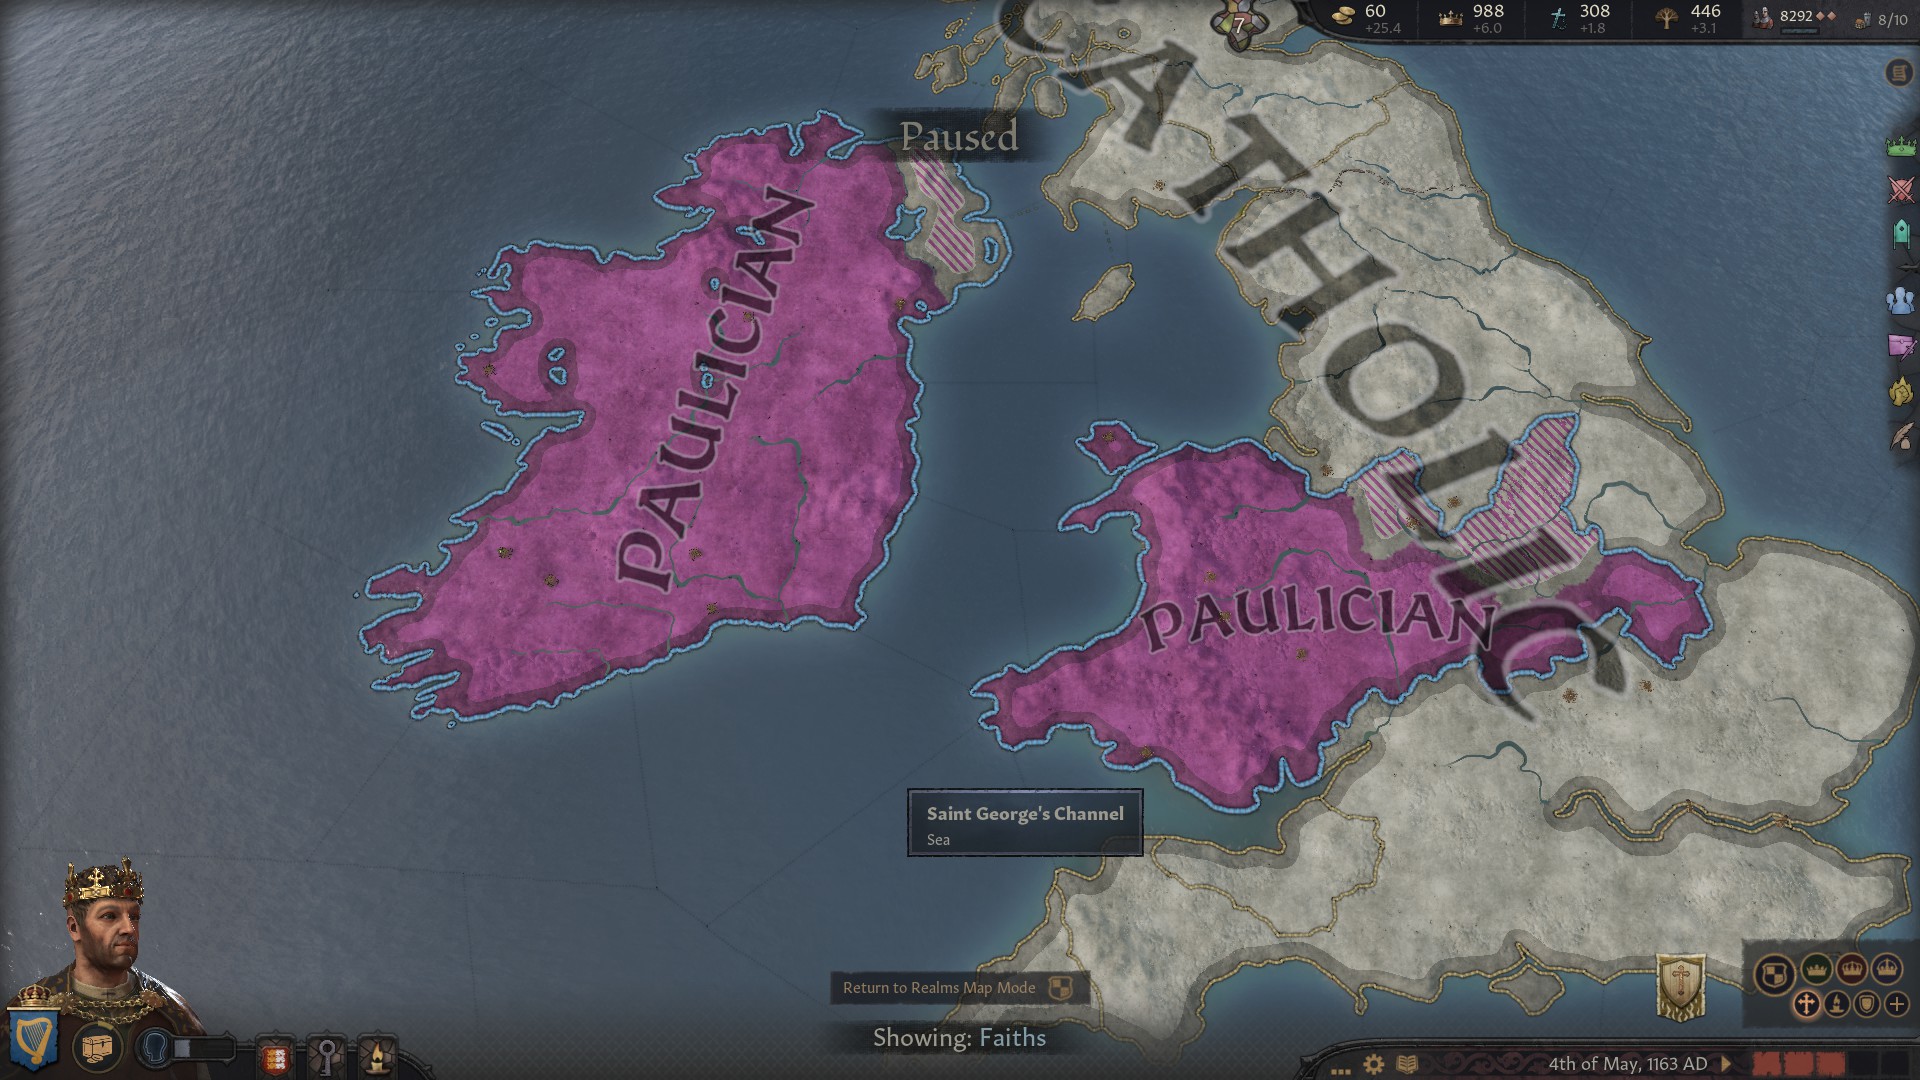 60
+25.4
988
+6.0
308
+1.8
446
+3.1
8292
8/10
7
CATHOLIC
Paused
PAULICIAN
PAULICIAN
Saint George's Channel
Sea
Return to Realms Map Mode
Showing: Faiths
4th of May, 1163 AD